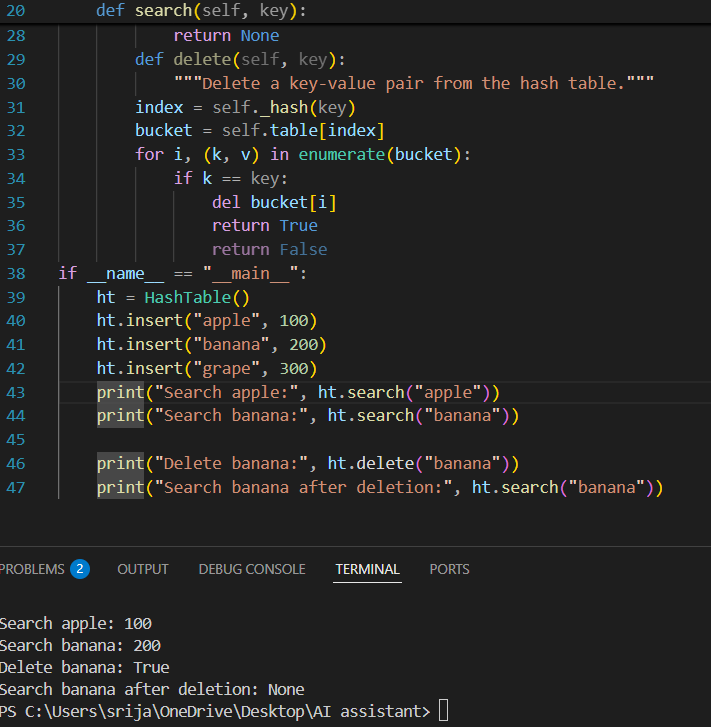 20 def search(self, key):
28 return None
29 def delete(self, key):
30 """Delete a key-value pair from the hash table."""
31 index = self._hash(key)
32 bucket = self.table[index]
33 for i, (k, v) in enumerate(bucket):
34 if k == key:
35 del bucket[i]
36 return True
37 return False
38 if __name__ == "__main__":
39 ht = HashTable()
40 ht.insert("apple", 100)
41 ht.insert("banana", 200)
42 ht.insert("grape", 300)
43 print("Search apple:", ht.search("apple"))
44 print("Search banana:", ht.search("banana"))
45
46 print("Delete banana:", ht.delete("banana"))
47 print("Search banana after deletion:", ht.search("banana"))
PROBLEMS 2 OUTPUT DEBUG CONSOLE TERMINAL PORTS
Search apple: 100
Search banana: 200
Delete banana: True
Search banana after deletion: None
PS C:\Users\srija\OneDrive\Desktop\AI assistant>